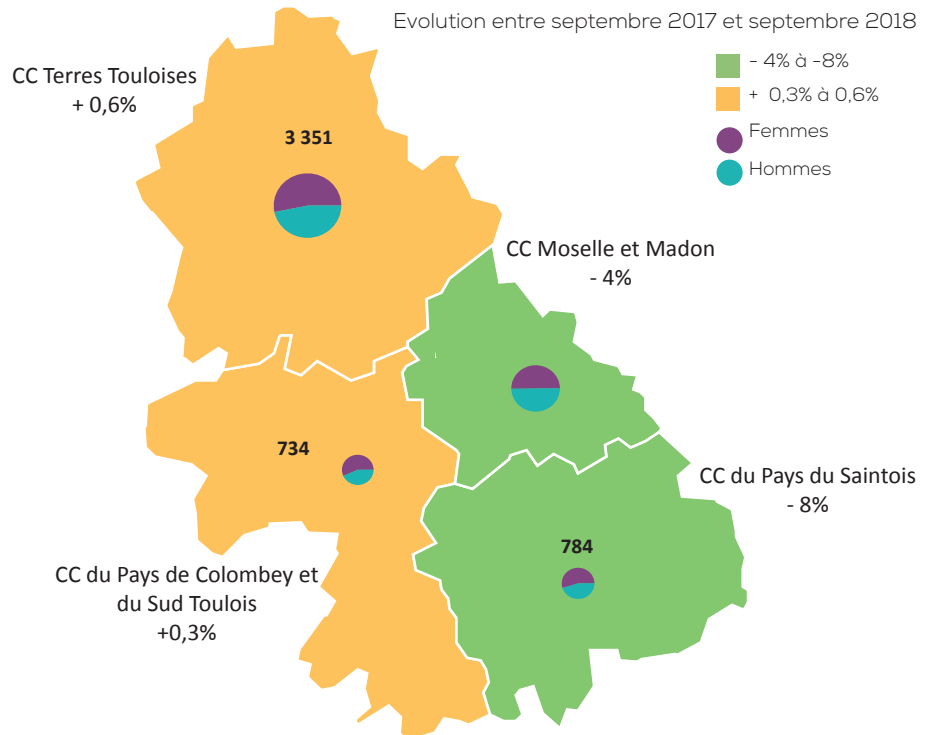 Evolution entre septembre 2017 et septembre 2018
- 4% à -8%
+ 0,3% à 0,6%
Femmes
Hommes
CC Terres Touloises
+ 0,6%
3 351
CC Moselle et Madon
- 4%
734
CC du Pays du Saintois
- 8%
784
CC du Pays de Colombey et
du Sud Toulois
+0,3%